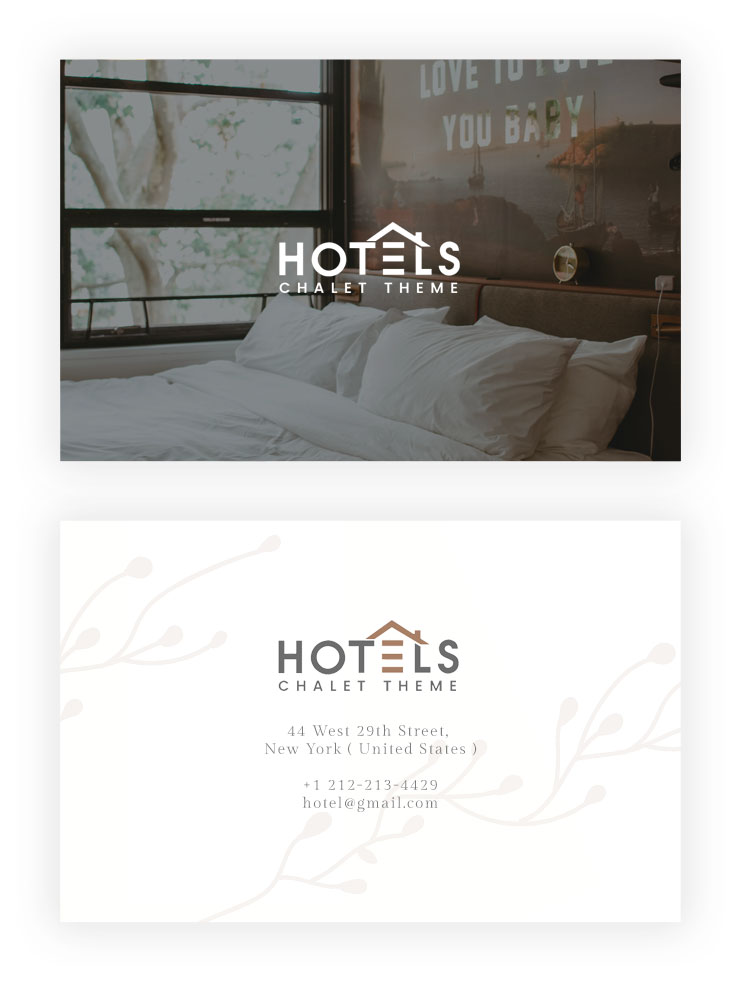 LOVE TO LOVE
YOU BABY
HOTELS
CHALET THEME
HOTELS
CHALET THEME
44 West 29th Street,
New York ( United States )
+1 212-213-4429
hotel@gmail.com